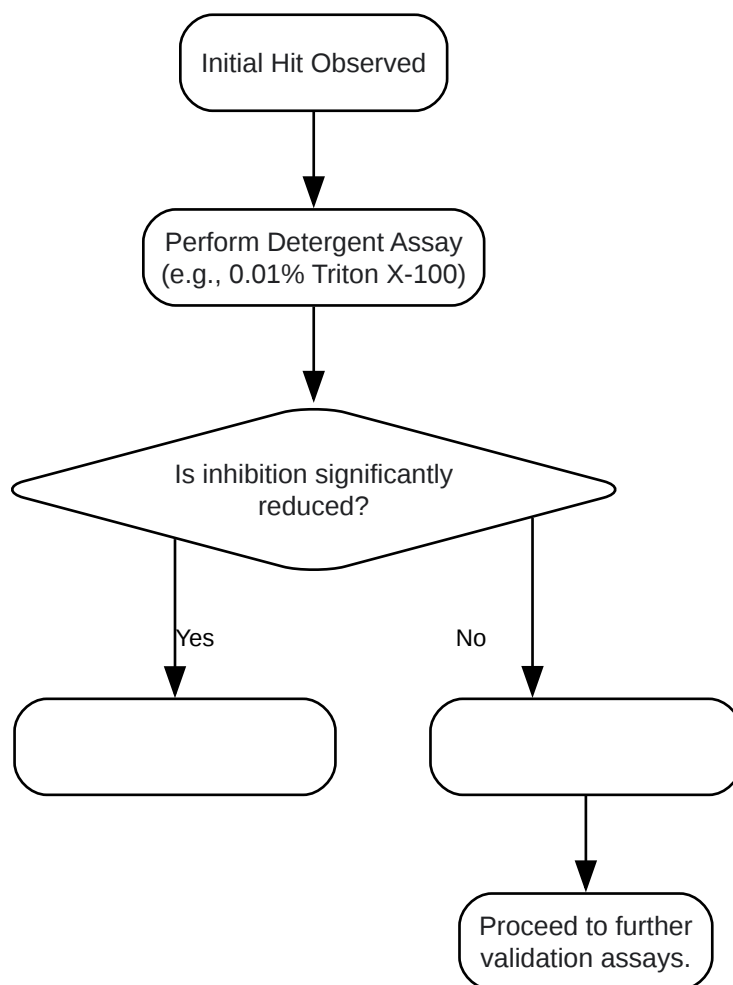 Initial Hit Observed
Perform Detergent Assay
(e.g., 0.01% Triton X-100)
Is inhibition significantly
reduced?
Yes
No
Proceed to further
validation assays.